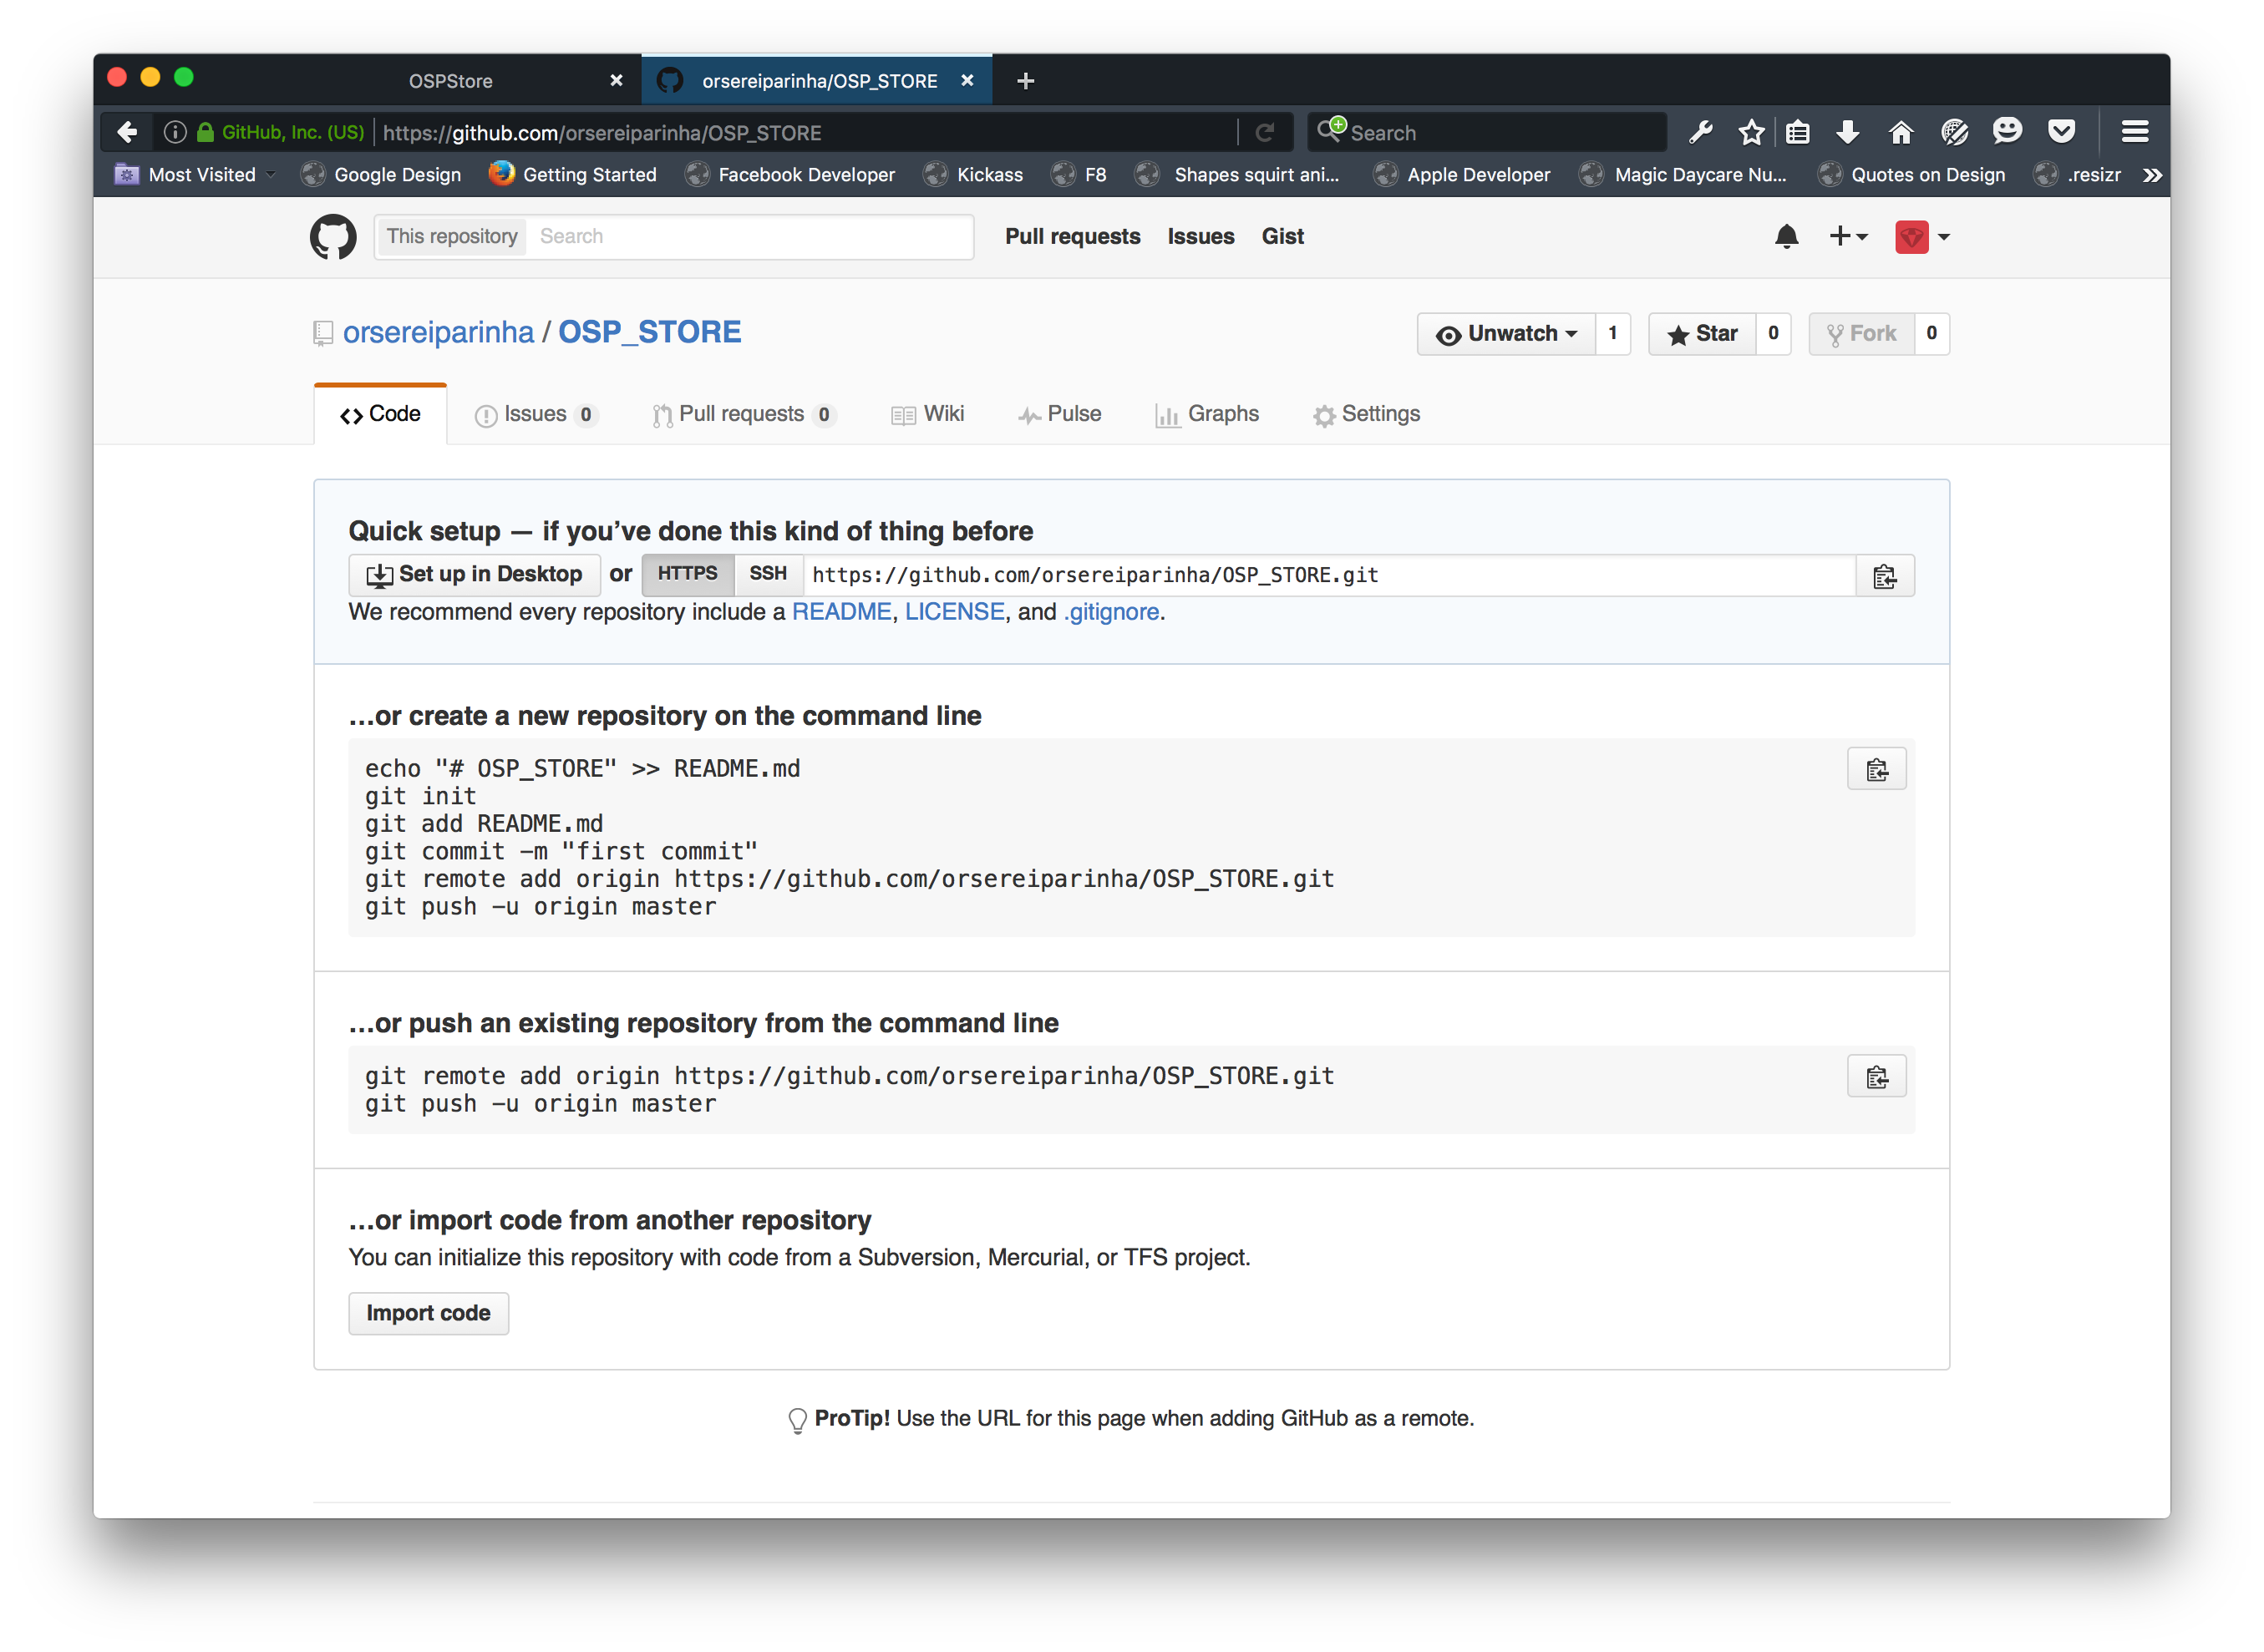 OSPStore
orsereiparinha/OSP_STORE
GitHub, Inc. (US) https://github.com/orsereiparinha/OSP_STORE Search
Most Visited Google Design Getting Started Facebook Developer Kickass F8 Shapes squirt ani... Apple Developer Magic Daycare Nu... Quotes on Design .resizr
This repository Search Pull requests Issues Gist
orsereiparinha / OSP_STORE Unwatch 1 Star 0 Fork 0
Code Issues 0 Pull requests 0 Wiki Pulse Graphs Settings
Quick setup — if you’ve done this kind of thing before
Set up in Desktop or HTTPS SSH https://github.com/orsereiparinha/OSP_STORE.git
We recommend every repository include a README, LICENSE, and .gitignore.
…or create a new repository on the command line
echo "# OSP_STORE" >> README.md
git init
git add README.md
git commit -m "first commit"
git remote add origin https://github.com/orsereiparinha/OSP_STORE.git
git push -u origin master
…or push an existing repository from the command line
git remote add origin https://github.com/orsereiparinha/OSP_STORE.git
git push -u origin master
…or import code from another repository
You can initialize this repository with code from a Subversion, Mercurial, or TFS project.
Import code
ProTip! Use the URL for this page when adding GitHub as a remote.